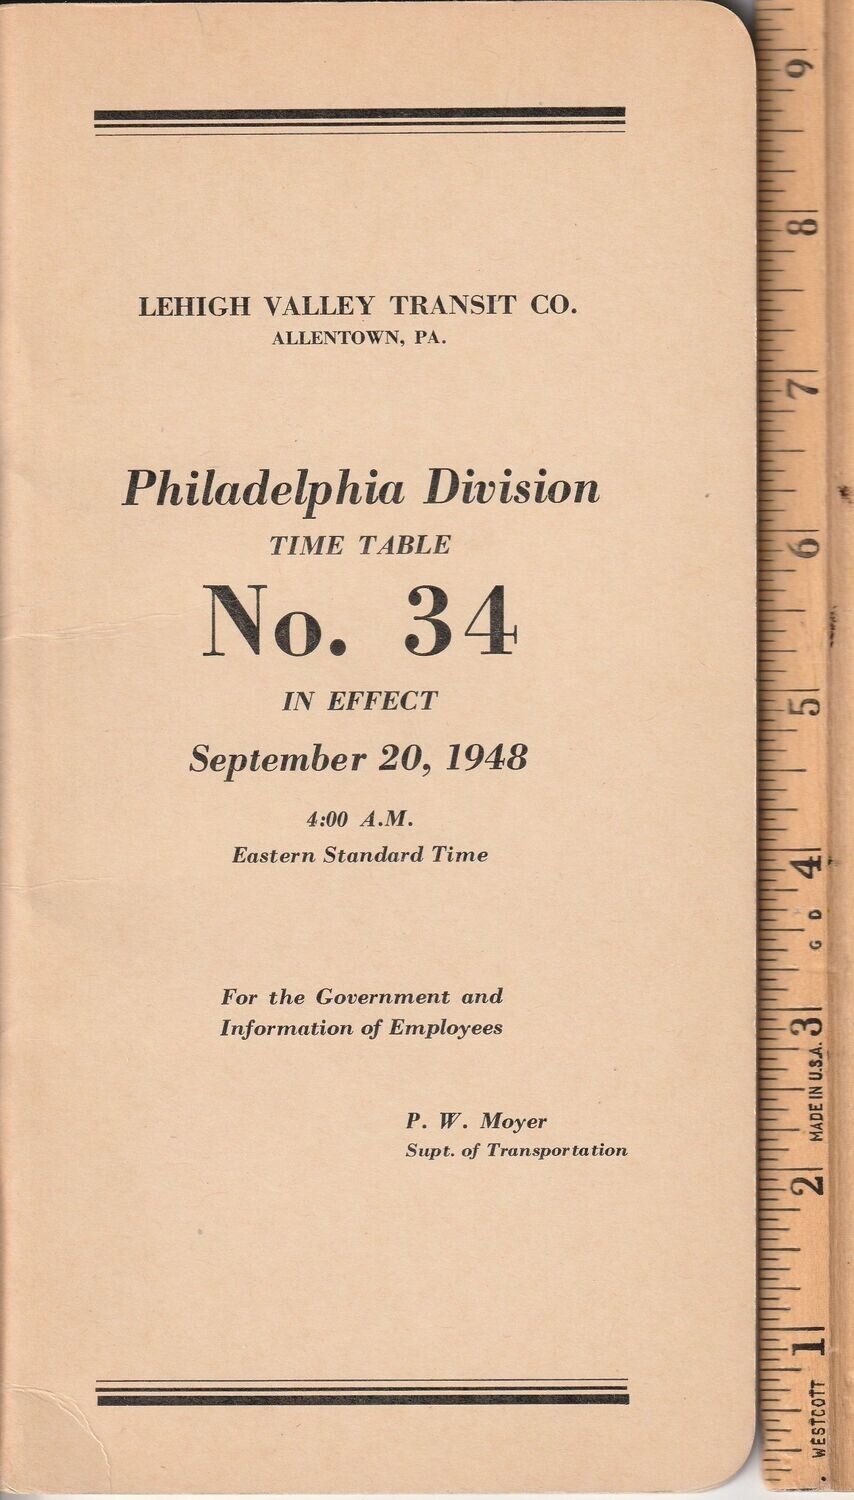 LEHIGH VALLEY TRANSIT CO.
ALLENTOWN, PA.
Philadelphia Division
TIME TABLE
No. 34
IN EFFECT
September 20, 1948
4:00 A.M.
Eastern Standard Time
For the Government and
Information of Employees
P. W. Moyer
Supt. of Transportation
WESTCOTT 1 2 MADE IN U.S.A. 3 G D 4 5 6 7 8 9